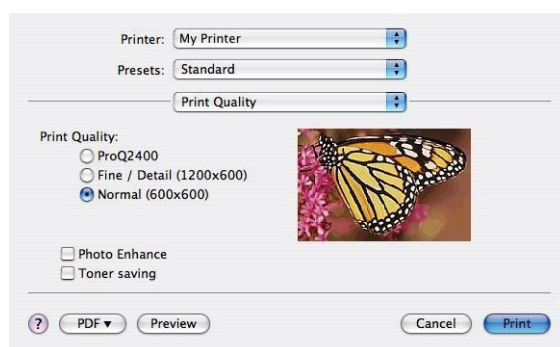 Printer: My Printer
Presets: Standard
Print Quality
Print Quality:
ProQ2400
Fine / Detail (1200x600)
Normal (600x600)
Photo Enhance
Toner saving
? PDF▼ Preview Cancel Print